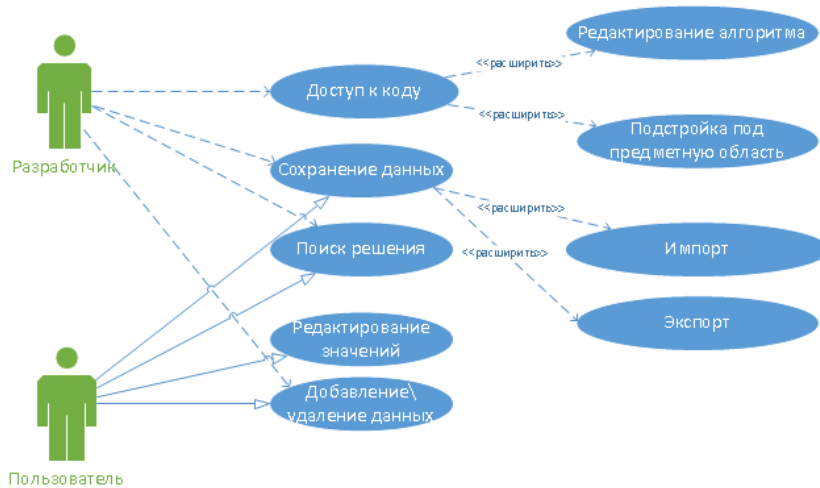 Редактирование алгоритма
<<расширить>>
Доступ к коду
<<расширить>>
Подстройка под
предметную область
Разработчик
Сохранение данных
<<расширить>>
Поиск решения
<<расширить>>
Импорт
Редактирование
значений
Экспорт
Добавление\
удаление данных
Пользователь